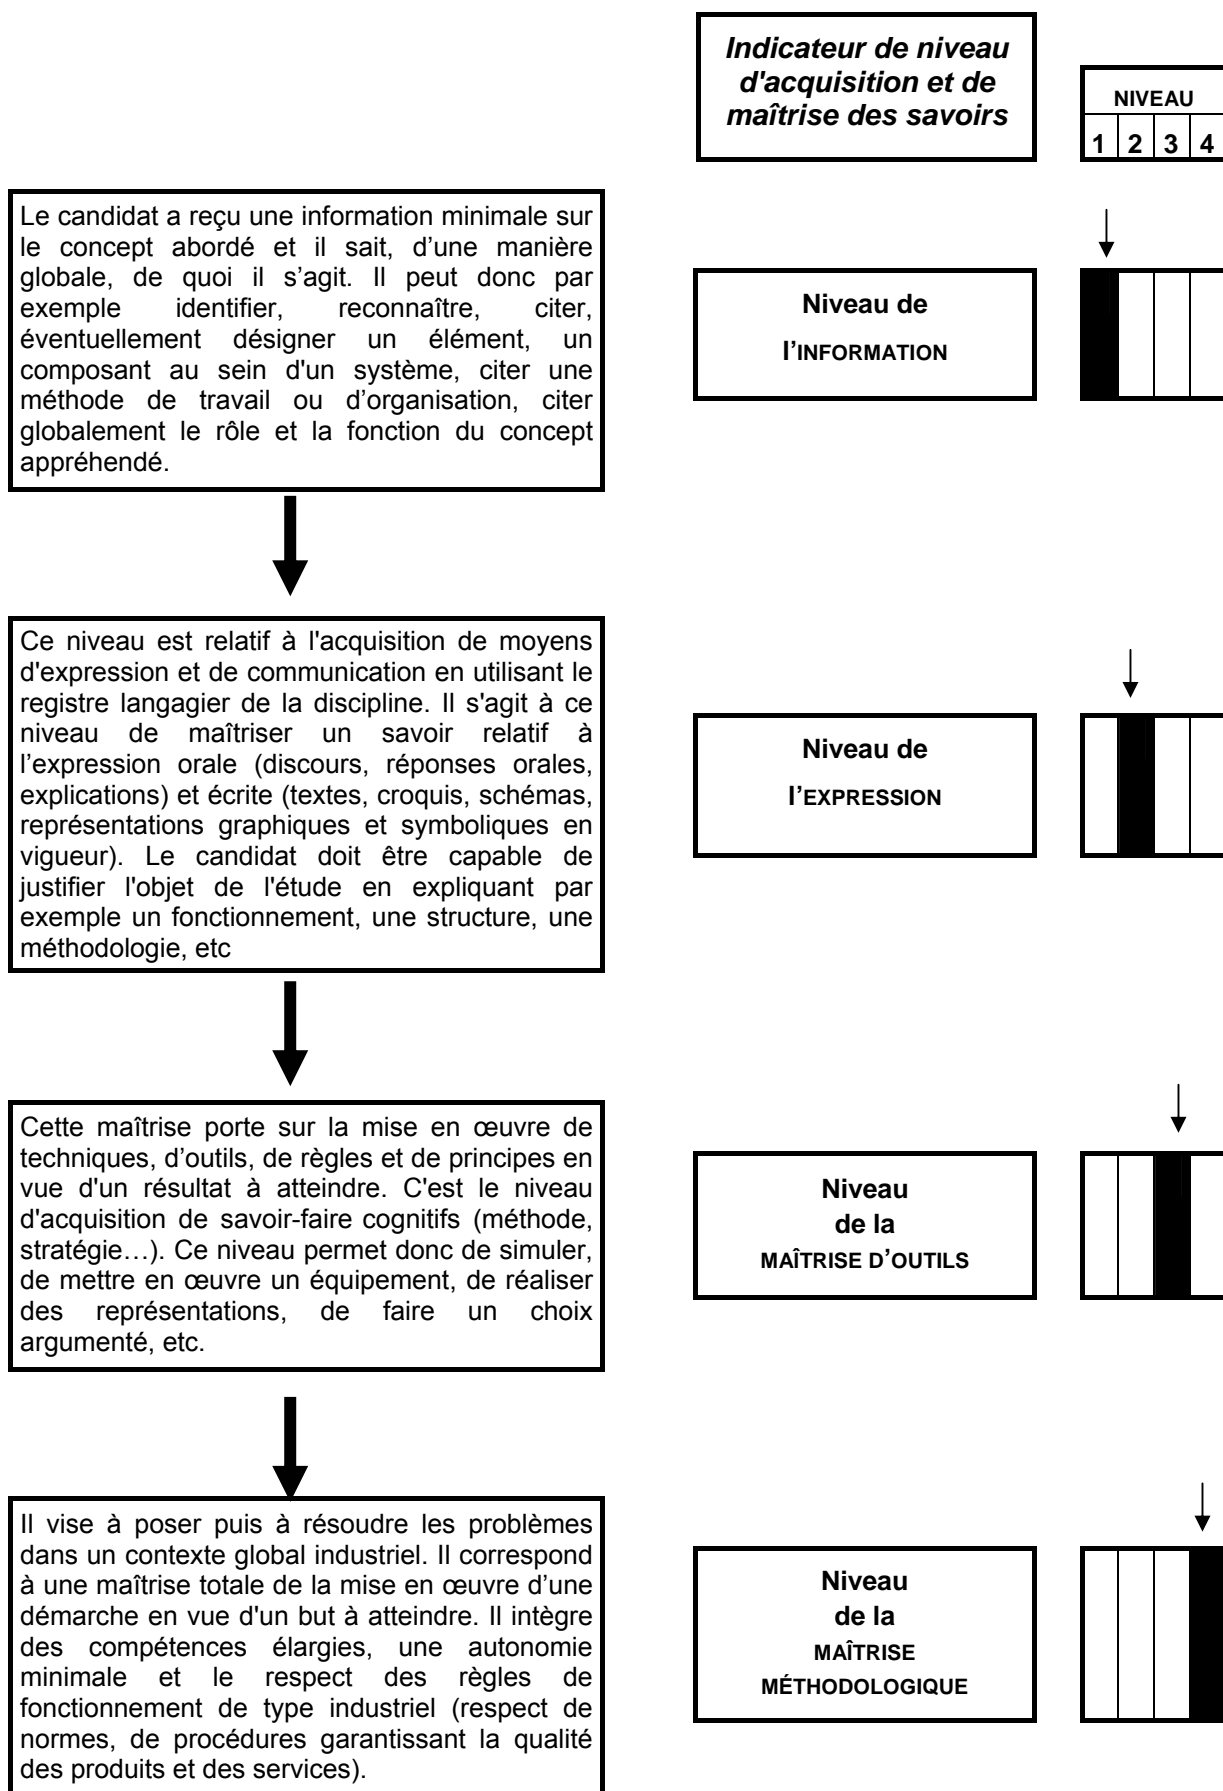 Indicateur de niveau
d'acquisition et de
maîtrise des savoirs
NIVEAU
1 2 3 4
Le candidat a reçu une information minimale sur
le concept abordé et il sait, d’une manière
globale, de quoi il s’agit. Il peut donc par
exemple identifier, reconnaître, citer,
éventuellement désigner un élément, un
composant au sein d'un système, citer une
méthode de travail ou d’organisation, citer
globalement le rôle et la fonction du concept
appréhendé.
Niveau de
l’INFORMATION
Ce niveau est relatif à l'acquisition de moyens
d'expression et de communication en utilisant le
registre langagier de la discipline. Il s'agit à ce
niveau de maîtriser un savoir relatif à
l’expression orale (discours, réponses orales,
explications) et écrite (textes, croquis, schémas,
représentations graphiques et symboliques en
vigueur). Le candidat doit être capable de
justifier l'objet de l'étude en expliquant par
exemple un fonctionnement, une structure, une
méthodologie, etc
Niveau de
l’EXPRESSION
Cette maîtrise porte sur la mise en œuvre de
techniques, d’outils, de règles et de principes en
vue d'un résultat à atteindre. C'est le niveau
d'acquisition de savoir-faire cognitifs (méthode,
stratégie…). Ce niveau permet donc de simuler,
de mettre en œuvre un équipement, de réaliser
des représentations, de faire un choix
argumenté, etc.
Niveau
de la
MAÎTRISE D’OUTILS
Il vise à poser puis à résoudre les problèmes
dans un contexte global industriel. Il correspond
à une maîtrise totale de la mise en œuvre d’une
démarche en vue d'un but à atteindre. Il intègre
des compétences élargies, une autonomie
minimale et le respect des règles de
fonctionnement de type industriel (respect de
normes, de procédures garantissant la qualité
des produits et des services).
Niveau
de la
MAÎTRISE
MÉTHODOLOGIQUE